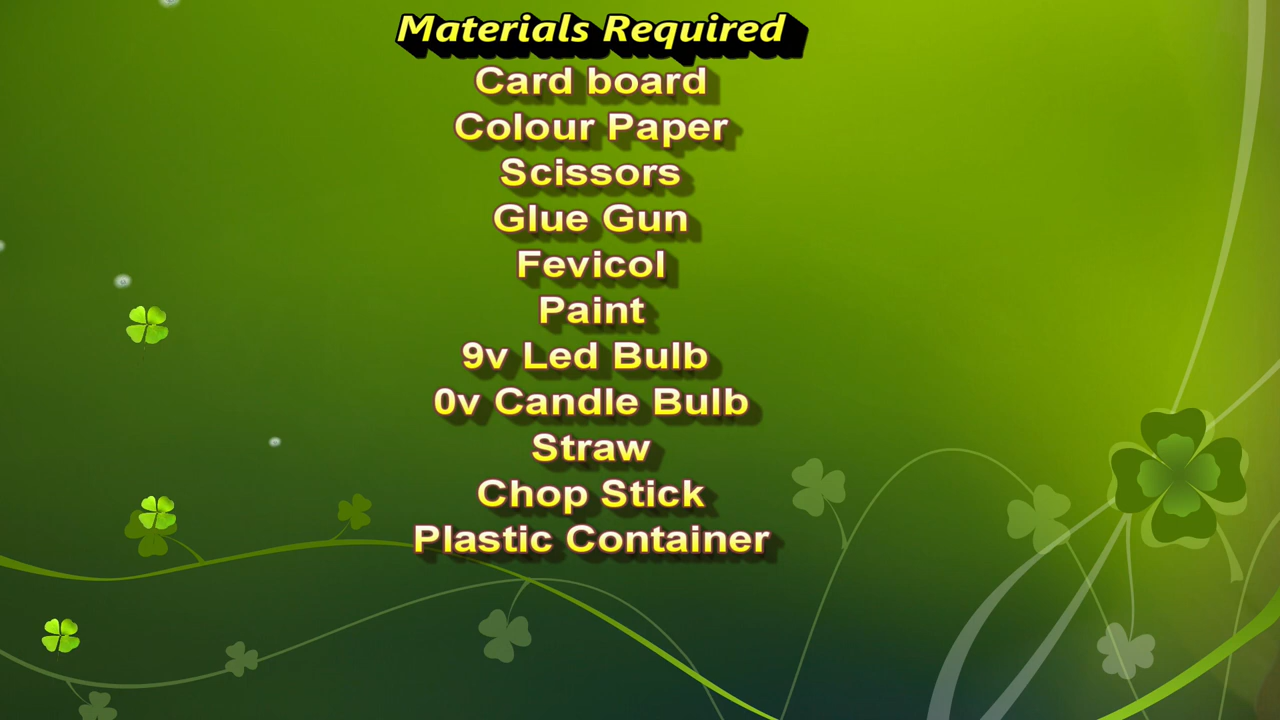 Materials Required
Card board
Colour Paper
Scissors
Glue Gun
Fevicol
Paint
9v Led Bulb
0v Candle Bulb
Straw
Chop Stick
Plastic Container